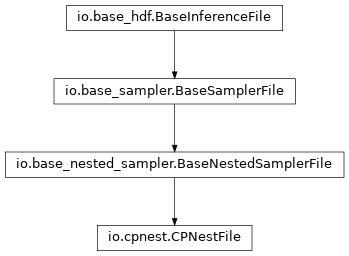 io.base_hdf.BaseInferenceFile
io.base_sampler.BaseSamplerFile
io.base_nested_sampler.BaseNestedSamplerFile
io.cpnest.CPNestFile